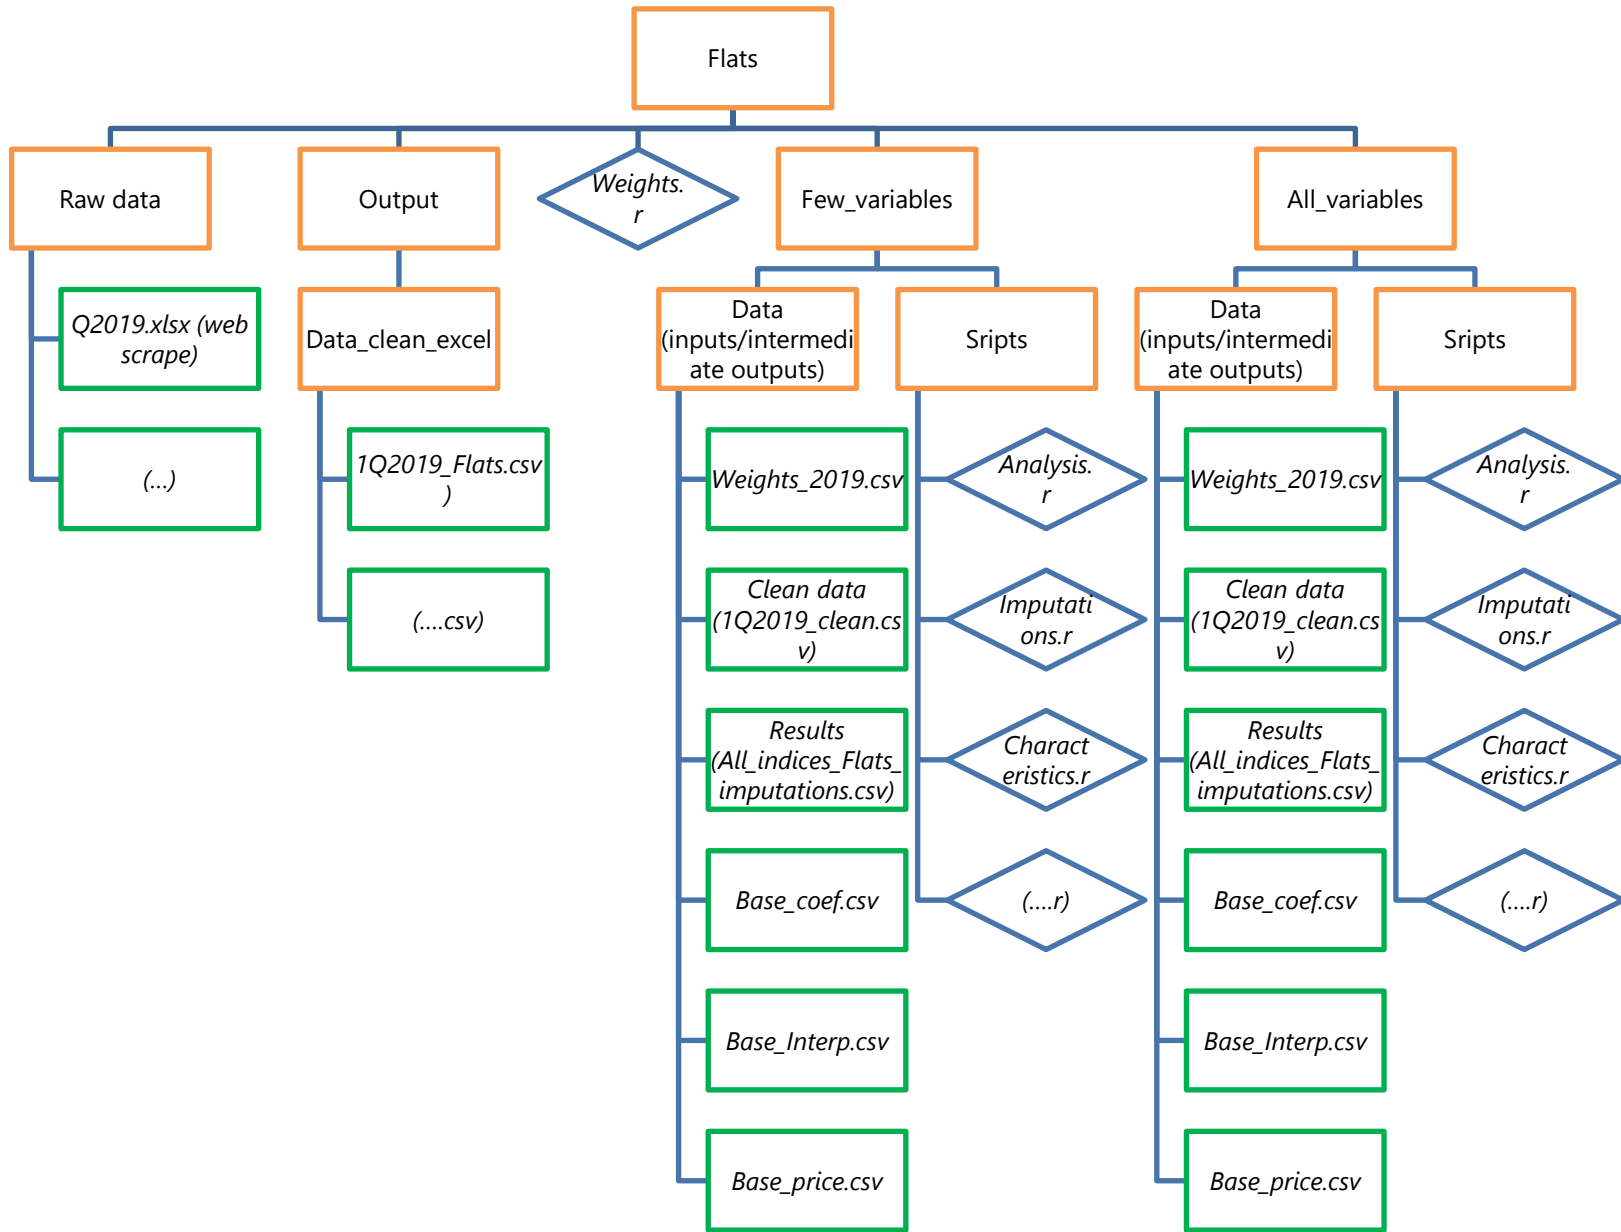 Flats
Raw data
Output
Weights.
r
Few_variables
All_variables
Q2019.xlsx (web
scrape)
(...)
Data_clean_excel
1Q2019_Flats.csv
)
(....csv)
Data
(inputs/intermedi
ate outputs)
Sripts
Weights_2019.csv
Clean data
(1Q2019_clean.cs
v)
Results
(All_indices_Flats_
imputations.csv)
Base_coef.csv
Base_Interp.csv
Base_price.csv
Analysis.
r
Imputati
ons.r
Charact
eristics.r
(....r)
Data
(inputs/intermedi
ate outputs)
Sripts
Weights_2019.csv
Clean data
(1Q2019_clean.cs
v)
Results
(All_indices_Flats_
imputations.csv)
Base_coef.csv
Base_Interp.csv
Base_price.csv
Analysis.
r
Imputati
ons.r
Charact
eristics.r
(....r)